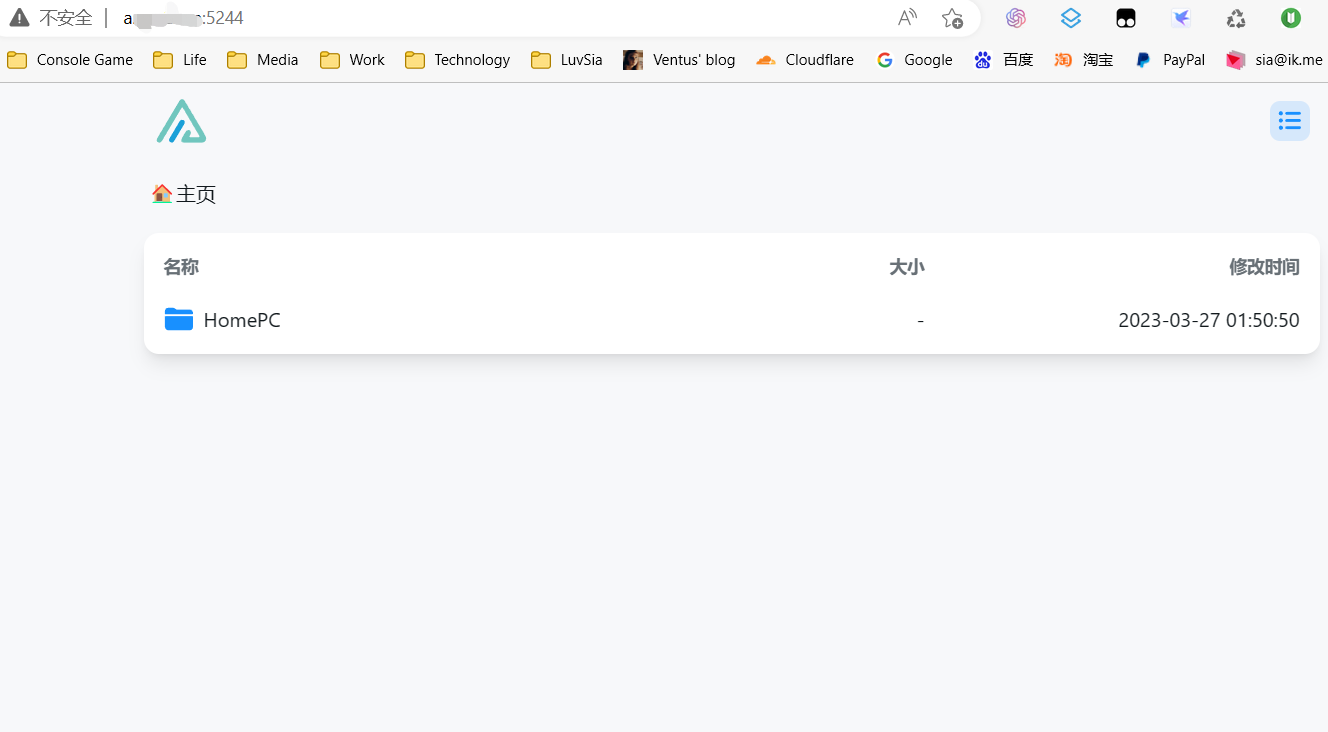 不安全 :5244
Console Game Life Media Work Technology LuvSia Ventus' blog Cloudflare Google 百度 淘宝 PayPal sia@ik.me
主页
名称 大小 修改时间
HomePC - 2023-03-27 01:50:50